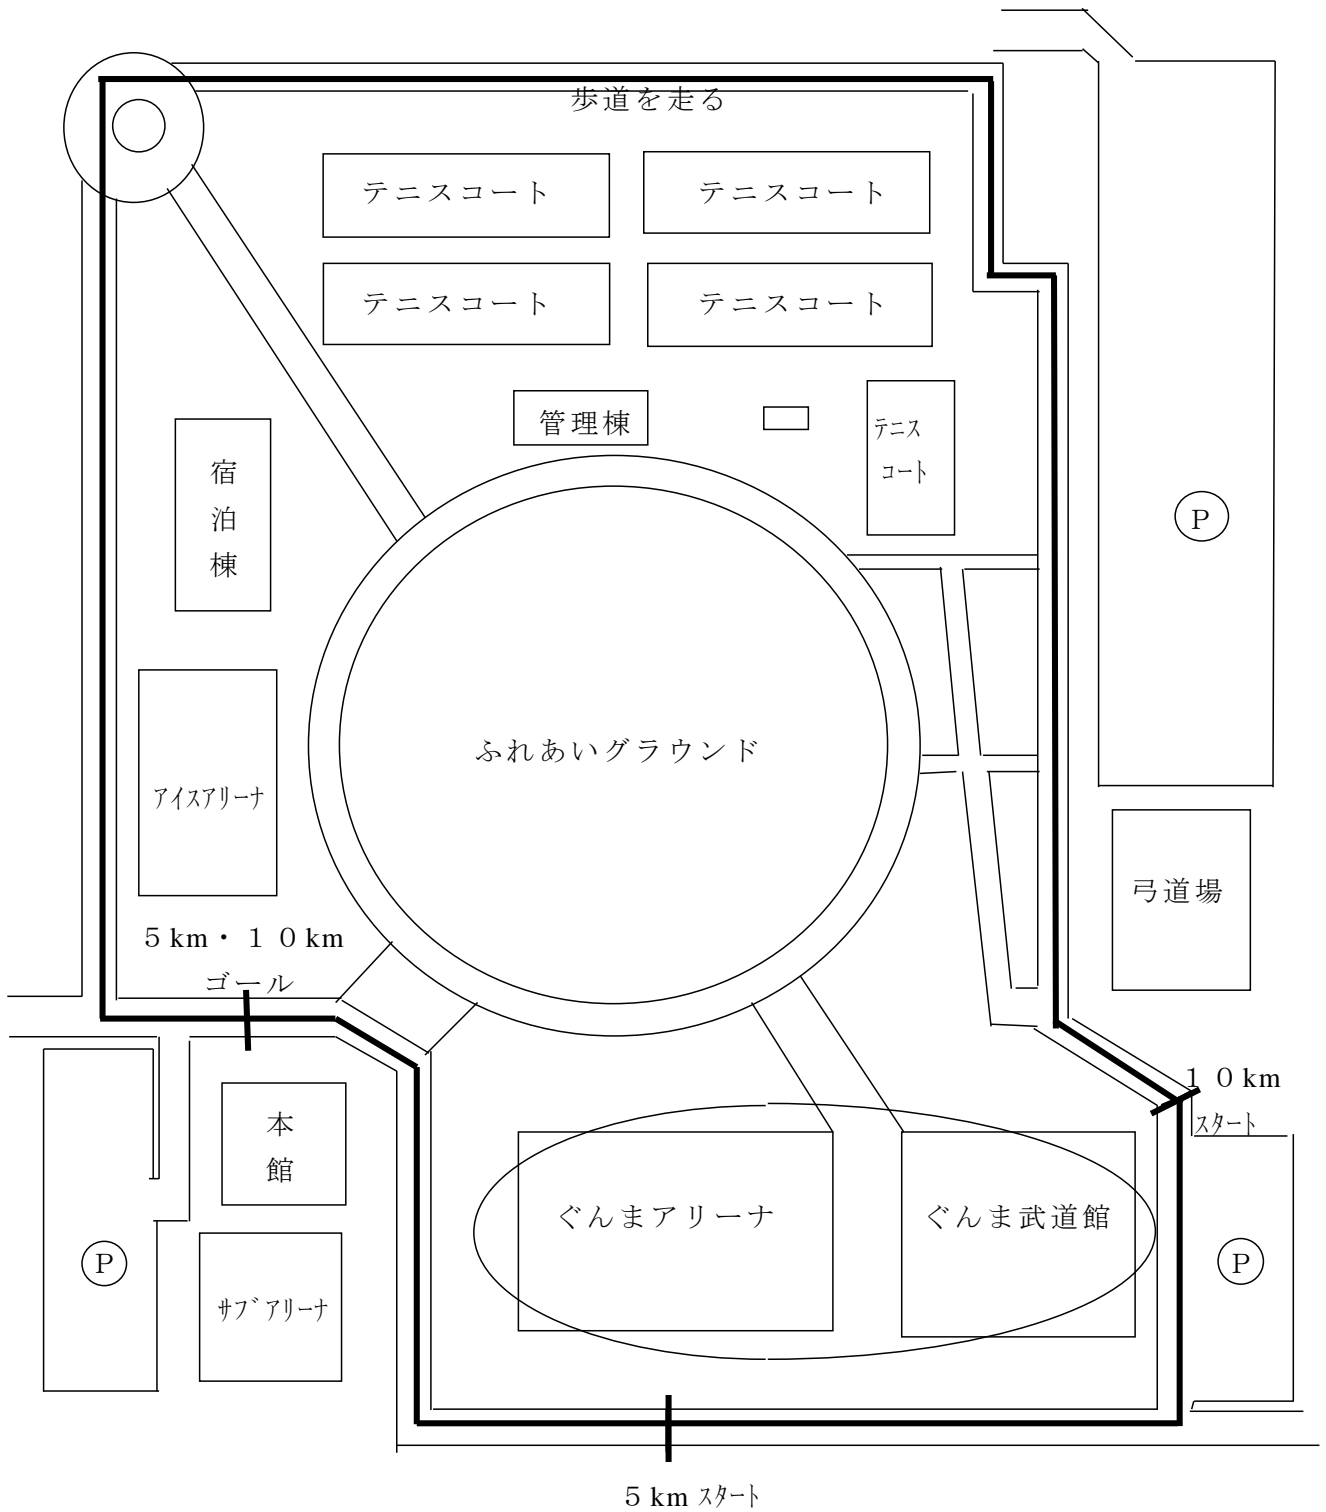 歩道を走る
テニスコート
テニスコート
テニスコート
テニスコート
管理棟
テニス
コート
宿
泊
棟
Ｐ
ふれあいグラウンド
アイスアリーナ
弓道場
５km・１０km
ゴール
１０km
スタート
本
館
ぐんまアリーナ
ぐんま武道館
Ｐ
Ｐ
サブアリーナ
５km スタート